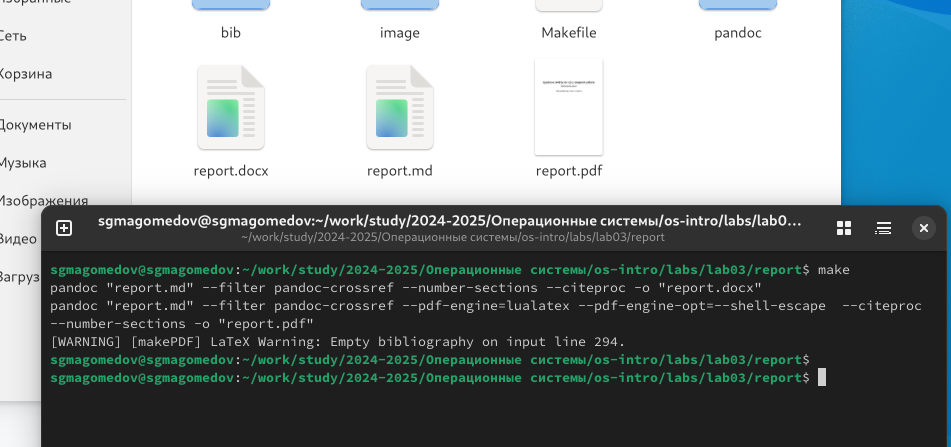 Сеть
Корзина
Документы
Музыка
Изображения
Видео
Загруз
bib
image
Makefile
pandoc
report.docx
report.md
report.pdf
sgmagomedov@sgmagomedov:~/work/study/2024-2025/Операционные системы/os-intro/labs/lab0...
~/work/study/2024-2025/Операционные системы/os-intro/labs/lab03/report
sgmagomedov@sgmagomedov:~/work/study/2024-2025/Операционные системы/os-intro/labs/lab03/report$ make
pandoc "report.md" --filter pandoc-crossref --number-sections --citeproc -o "report.docx"
pandoc "report.md" --filter pandoc-crossref --pdf-engine=lualatex --pdf-engine-opt=--shell-escape  --citeproc
--number-sections -o "report.pdf"
[WARNING] [makePDF] LaTeX Warning: Empty bibliography on input line 294.
sgmagomedov@sgmagomedov:~/work/study/2024-2025/Операционные системы/os-intro/labs/lab03/report$
sgmagomedov@sgmagomedov:~/work/study/2024-2025/Операционные системы/os-intro/labs/lab03/report$